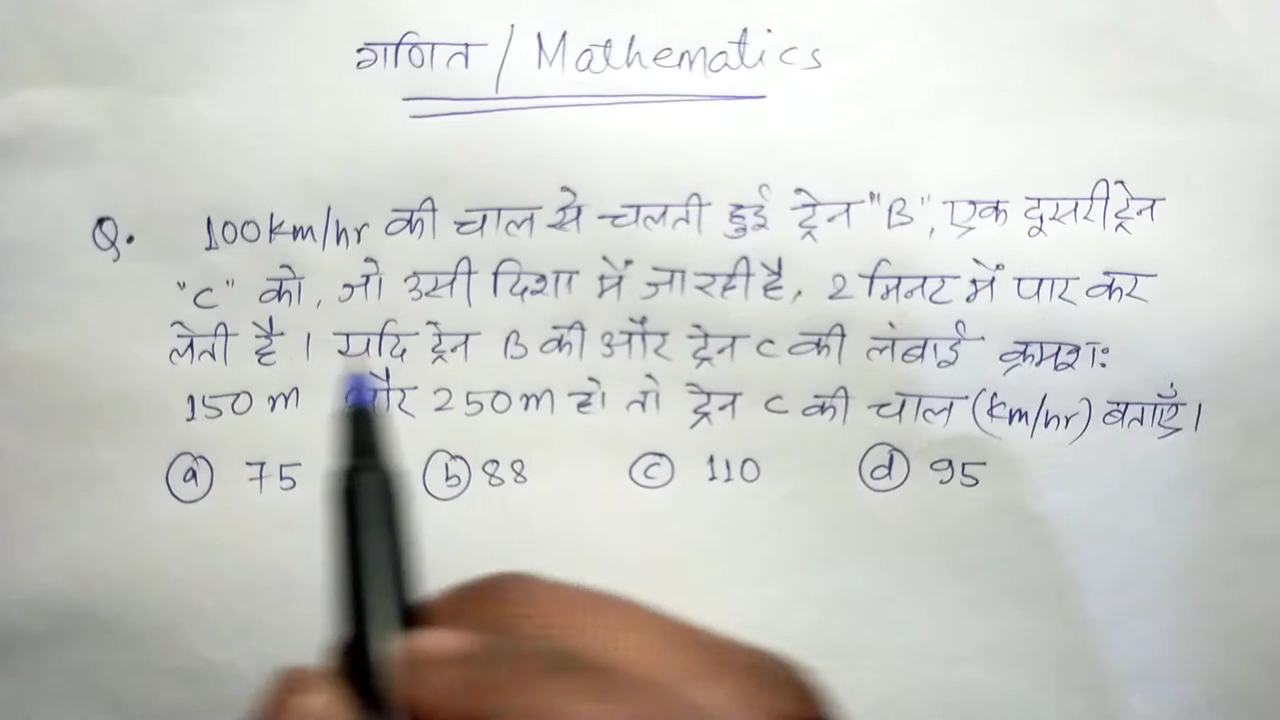 गणित / Mathematics
Q. 100km/hr की चाल से चलती हुई ट्रेन "B", एक दूसरी ट्रेन
"C" को, जो उसी दिशा में जा रही है, 2 मिनट में पार कर
लेती है। यदि ट्रेन B की और ट्रेन C की लंबाई क्रमशः
150m और 250m हो तो ट्रेन C की चाल (km/hr) बताएँ।
(a) 75 (b) 88 (c) 110 (d) 95